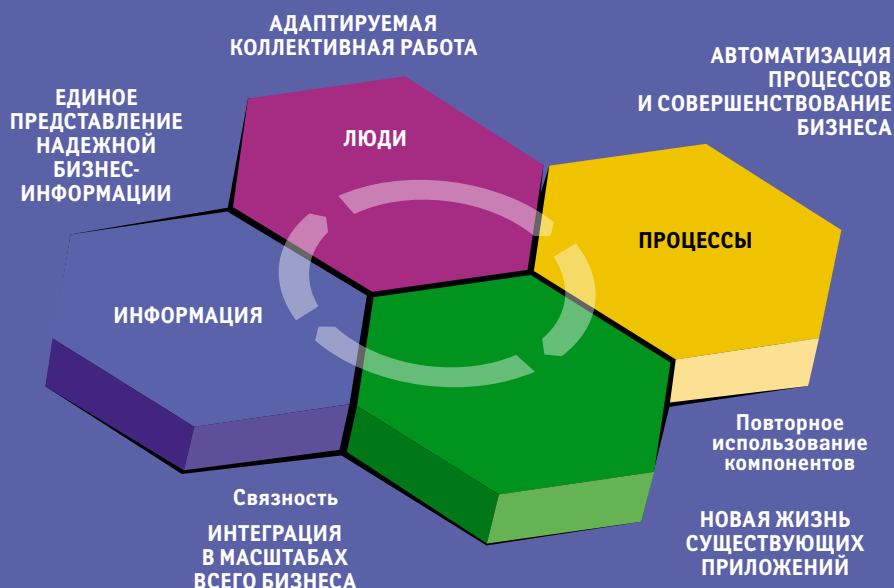 АДАПТИРУЕМАЯ
КОЛЛЕКТИВНАЯ РАБОТА
АВТОМАТИЗАЦИЯ
ПРОЦЕССОВ
И СОВЕРШЕНСТВОВАНИЕ
БИЗНЕСА
ЕДИНОЕ
ПРЕДСТАВЛЕНИЕ
НАДЕЖНОЙ
БИЗНЕС-
ИНФОРМАЦИИ
ЛЮДИ
ПРОЦЕССЫ
ИНФОРМАЦИЯ
Повторное
использование
компонентов
Связность
ИНТЕГРАЦИЯ
В МАСШТАБАХ
ВСЕГО БИЗНЕСА
НОВАЯ ЖИЗНЬ
СУЩЕСТВУЮЩИХ
ПРИЛОЖЕНИЙ